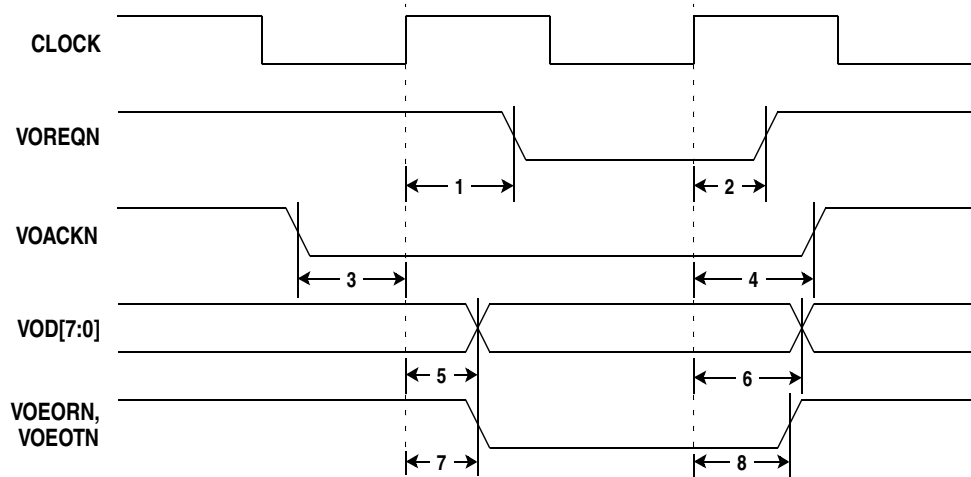 CLOCK
VOREQN
1
2
VOACKN
3
4
VOD[7:0]
5
6
VOEORN,
VOEOTN
7
8